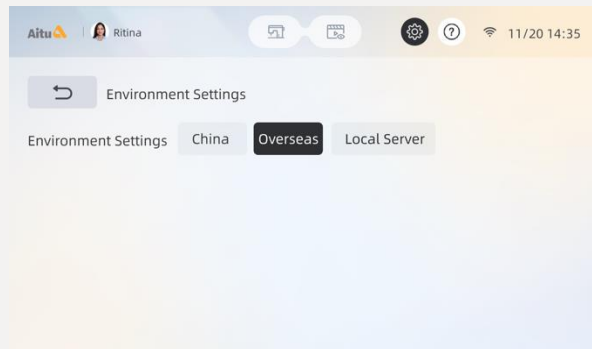 Aitu Ritina 11/20 14:35
Environment Settings
Environment Settings China Overseas Local Server